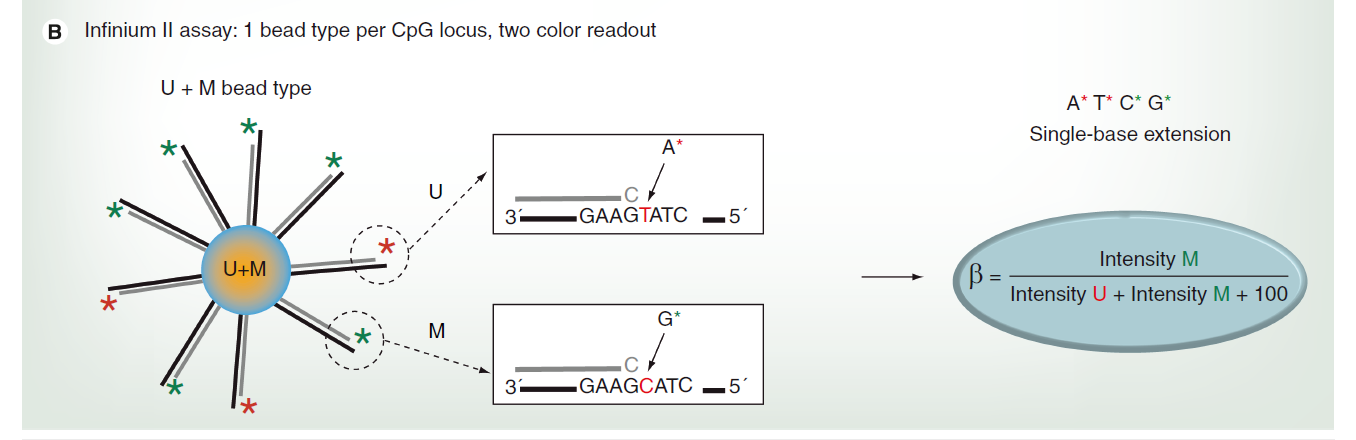 B Infinium II assay: 1 bead type per CpG locus, two color readout
U + M bead type
* * * * * * * * *
U+M
U
A*
C
3´ GAAGTATC 5´
M
G*
C
3´ GAAGCATC 5´
A* T* C* G*
Single-base extension
β = Intensity M
Intensity U + Intensity M + 100